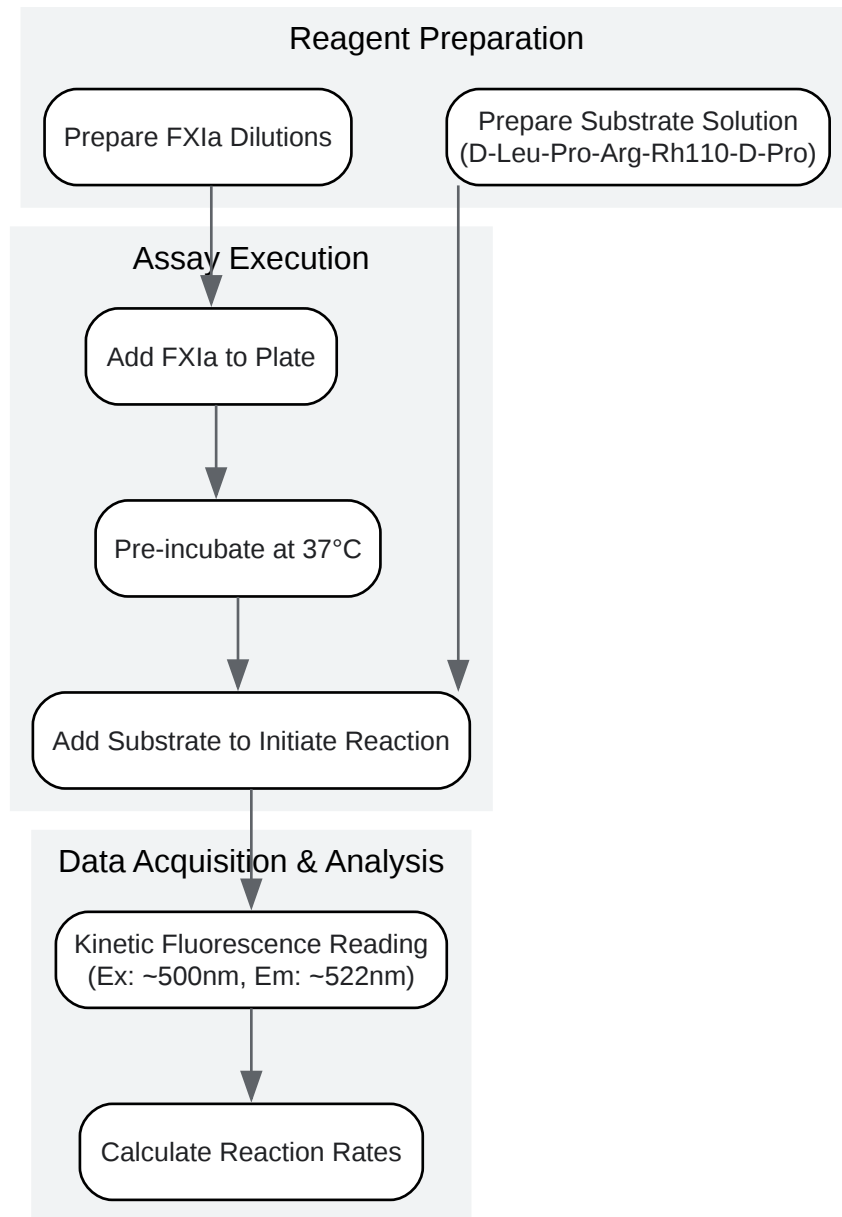 Reagent Preparation
Prepare FXIa Dilutions
Prepare Substrate Solution
(D-Leu-Pro-Arg-Rh110-D-Pro)
Assay Execution
Add FXIa to Plate
Pre-incubate at 37°C
Add Substrate to Initiate Reaction
Data Acquisition & Analysis
Kinetic Fluorescence Reading
(Ex: ~500nm, Em: ~522nm)
Calculate Reaction Rates